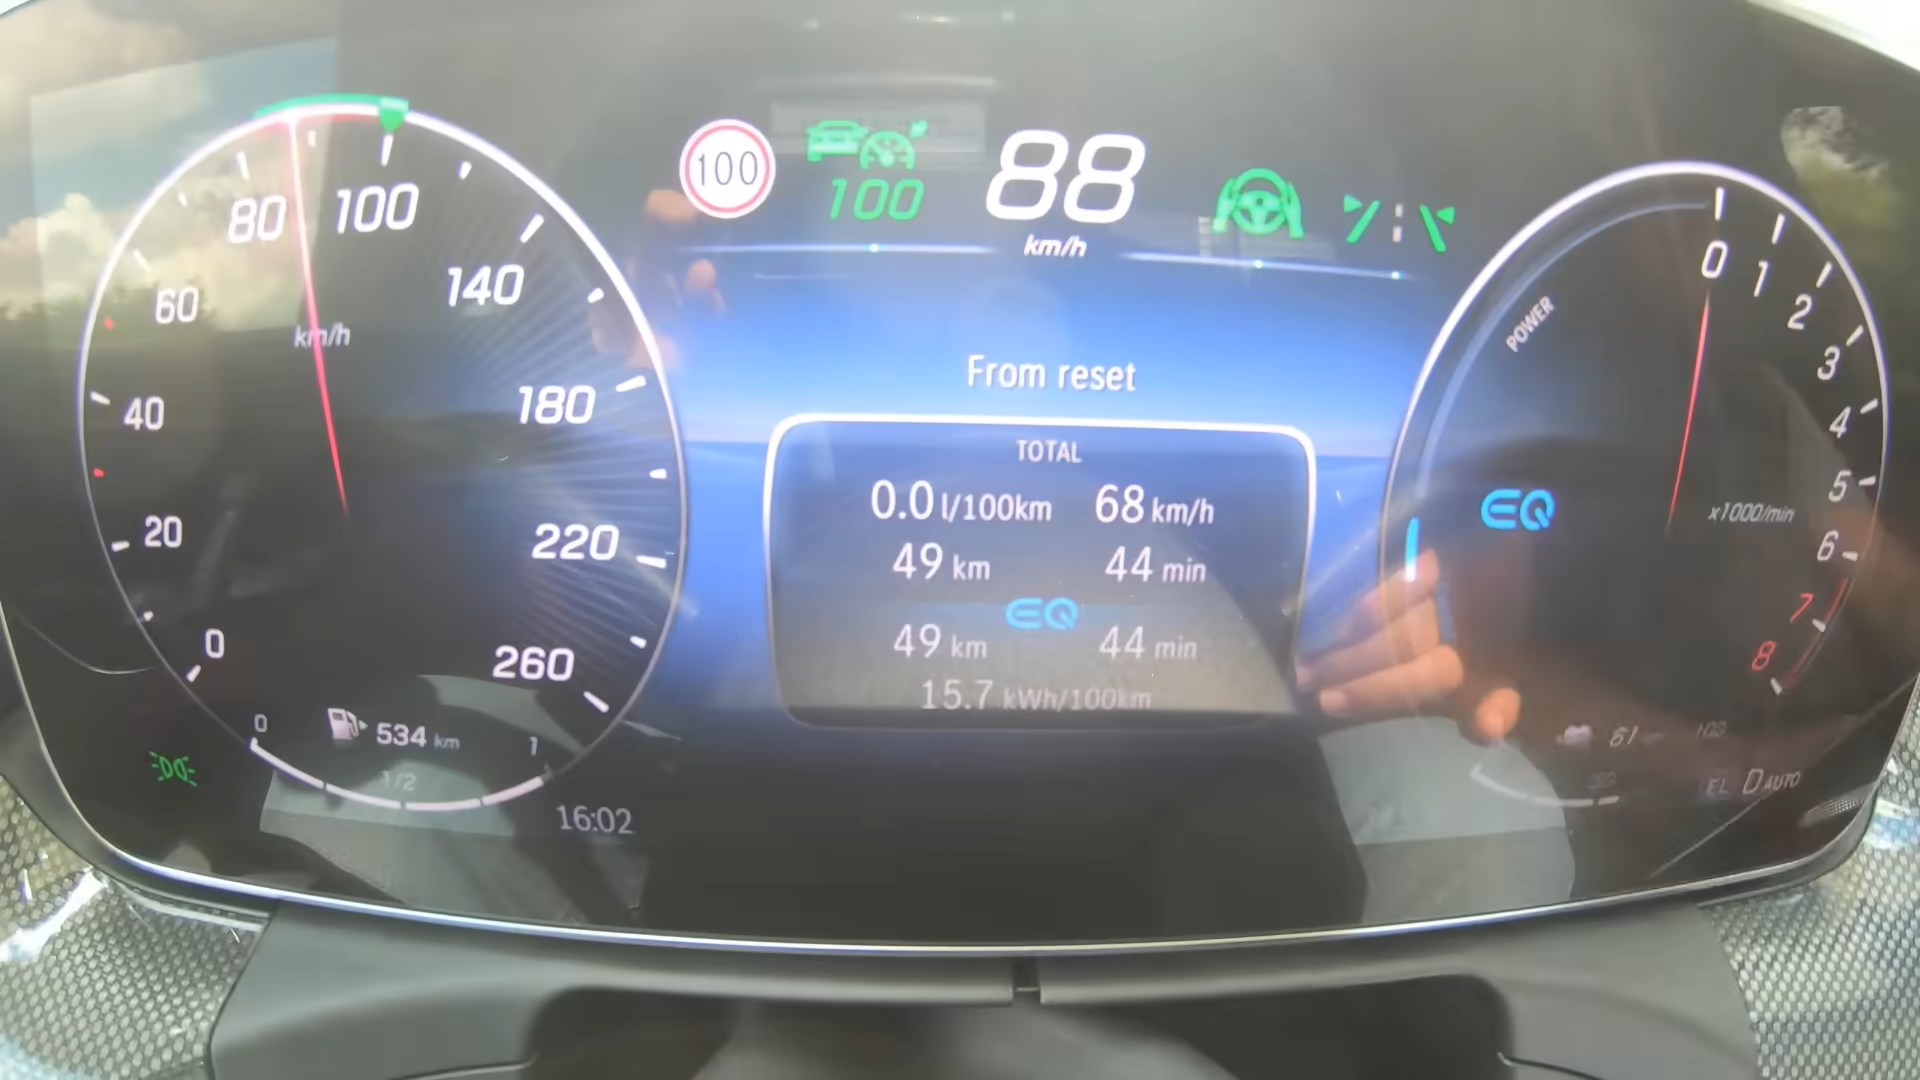 100
100
88
km/h
0
20
40
60
80
100
140
180
220
260
km/h
From reset
TOTAL
0.0 l/100km 68 km/h
49 km 44 min
EQ
49 km 44 min
15.7 kWh/100km
POWER
0
1
2
3
4
5
6
7
8
x1000/min
EQ
0
1/2
1
534 km
16:02
61
100
EL D AUTO